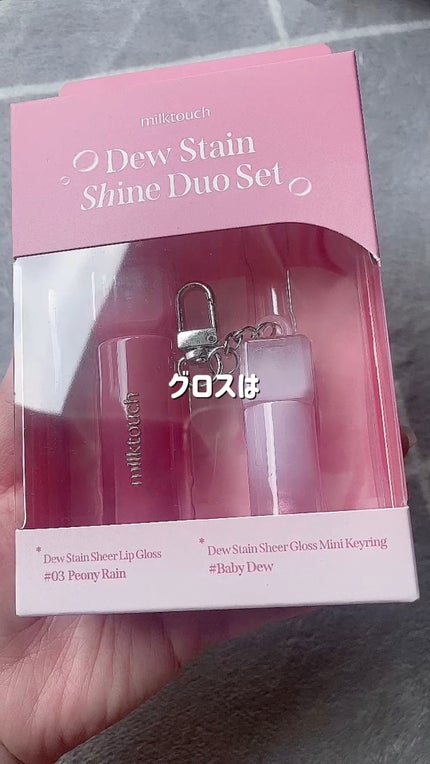 milktouch
Dew Stain
Shine Duo Set
グロスは
milktouch
* Dew Stain Sheer Lip Gloss
#03 Peony Rain
* Dew Stain Sheer Gloss Mini Keyring
#Baby Dew